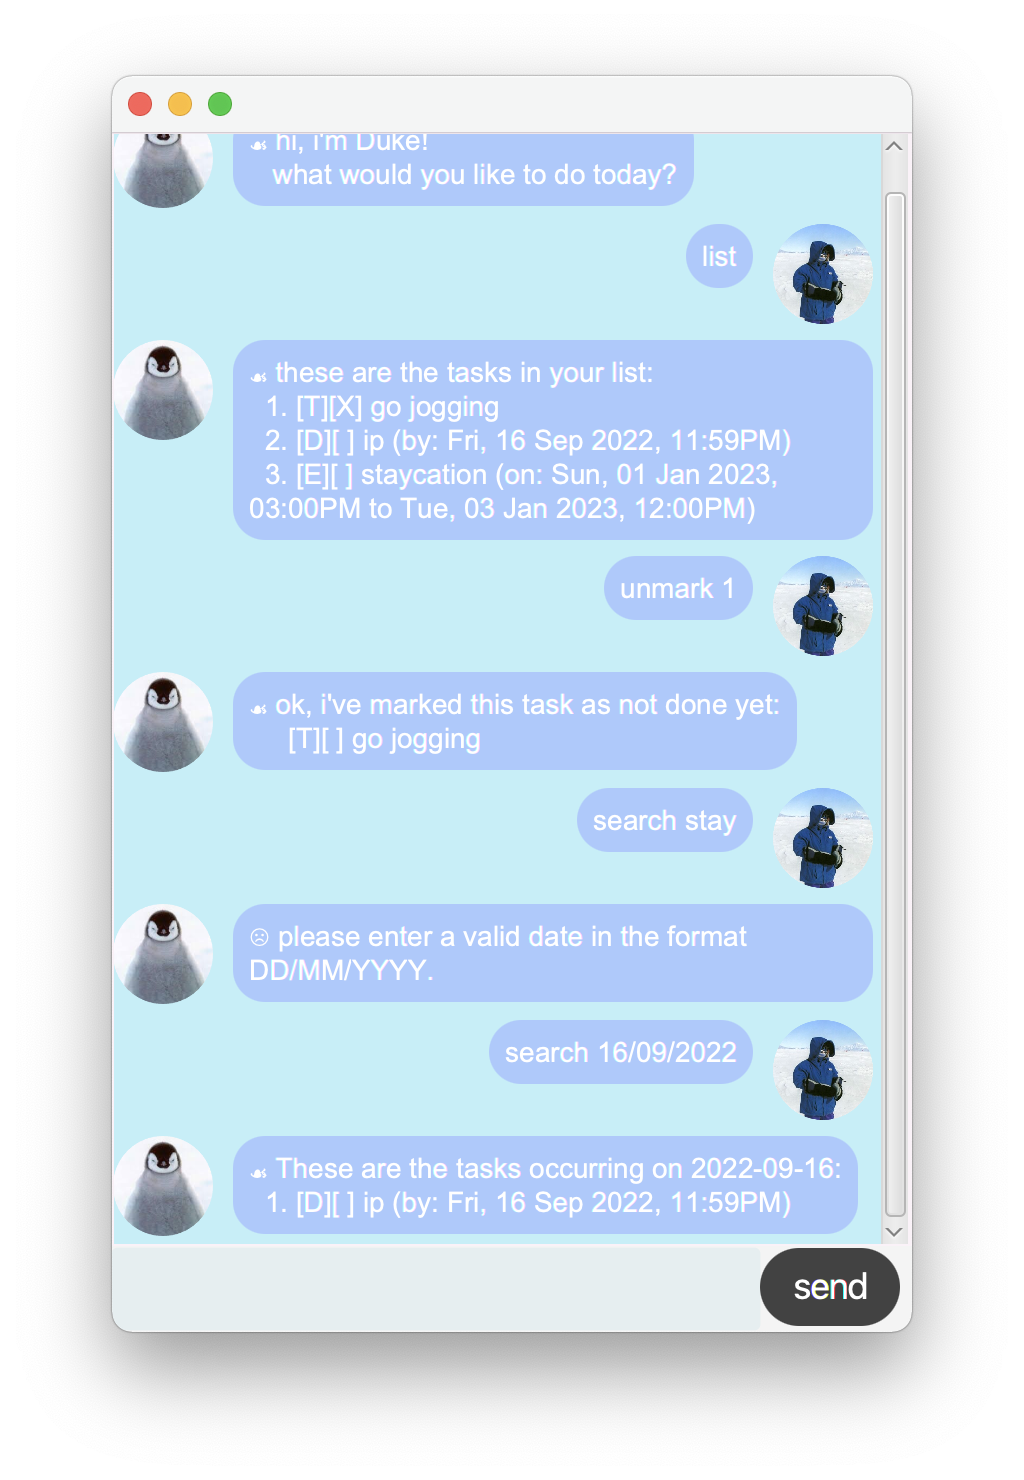 ☙ hi, i'm Duke!
what would you like to do today?
list
☙ these are the tasks in your list:
1. [T][X] go jogging
2. [D][ ] ip (by: Fri, 16 Sep 2022, 11:59PM)
3. [E][ ] staycation (on: Sun, 01 Jan 2023,
03:00PM to Tue, 03 Jan 2023, 12:00PM)
unmark 1
☙ ok, i've marked this task as not done yet:
[T][ ] go jogging
search stay
☹ please enter a valid date in the format
DD/MM/YYYY.
search 16/09/2022
☙ These are the tasks occurring on 2022-09-16:
1. [D][ ] ip (by: Fri, 16 Sep 2022, 11:59PM)
send